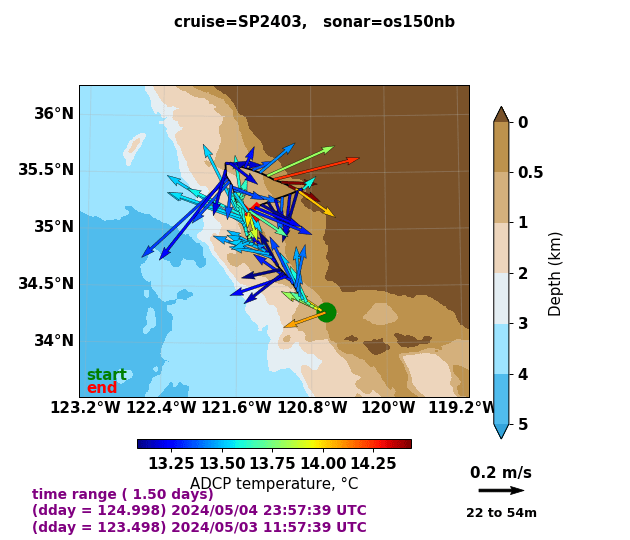 cruise=SP2403,   sonar=os150nb
36°N
35.5°N
35°N
34.5°N
34°N
start
end
123.2°W 122.4°W 121.6°W 120.8°W 120°W 119.2°W
0
0.5
1
2
3
4
5
Depth (km)
13.25 13.50 13.75 14.00 14.25
ADCP temperature, °C
0.2 m/s
22 to 54m
time range ( 1.50 days)
(dday = 124.998) 2024/05/04 23:57:39 UTC
(dday = 123.498) 2024/05/03 11:57:39 UTC